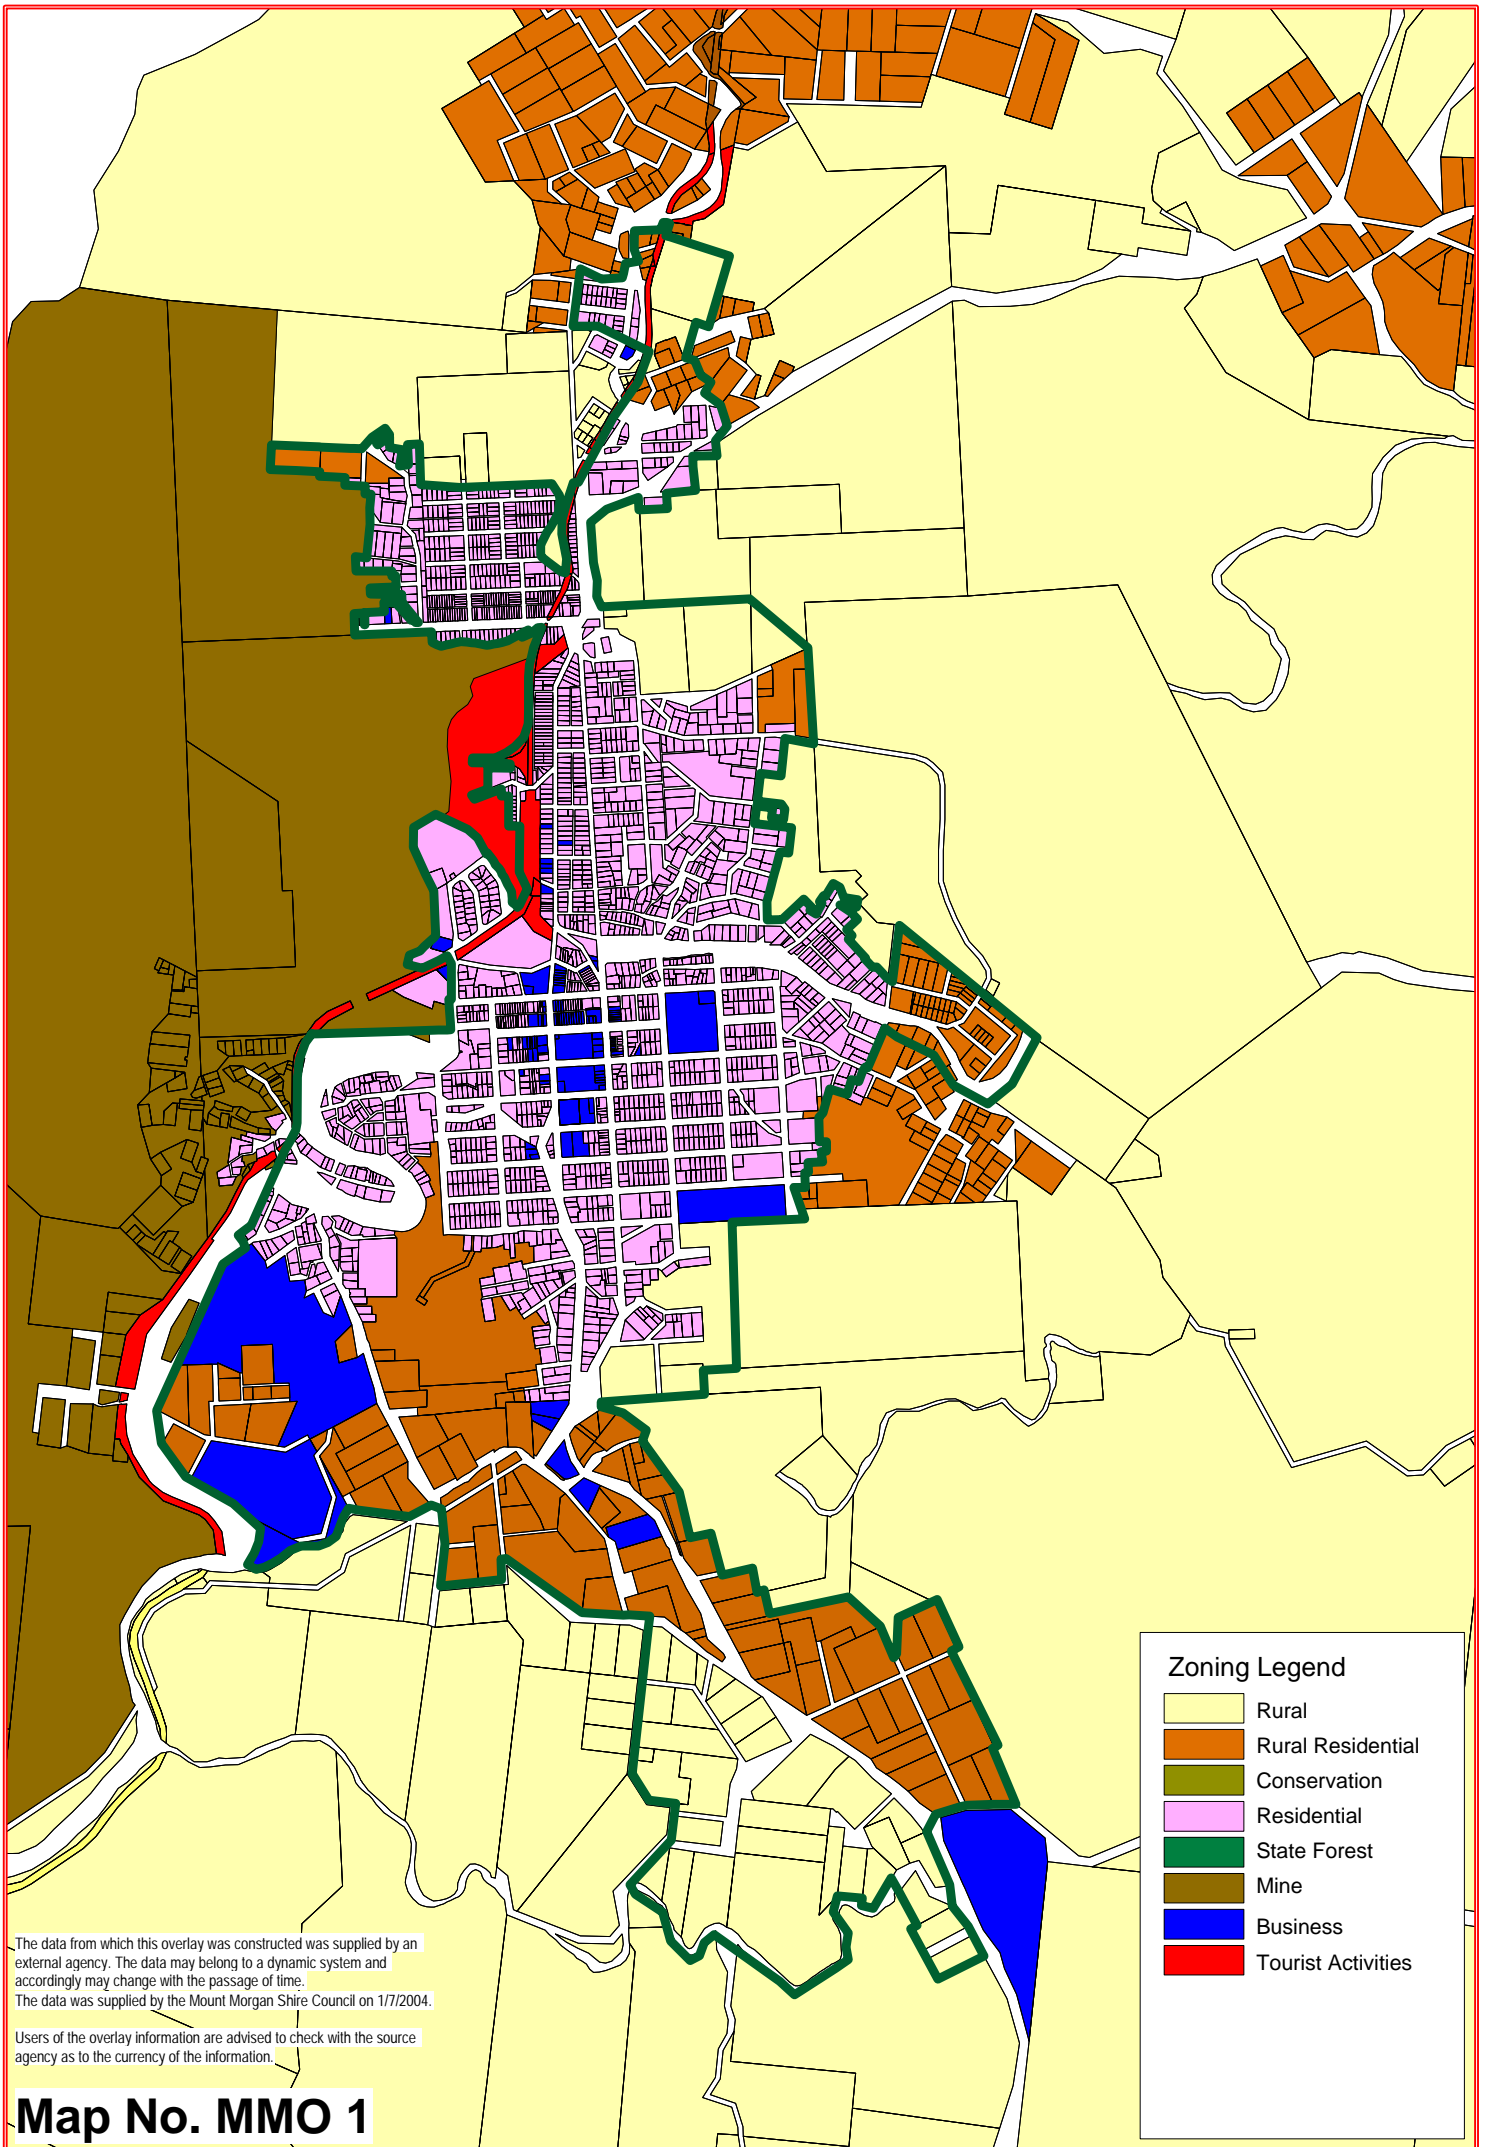 Zoning Legend
Rural
Rural Residential
Conservation
Residential
State Forest
Mine
Business
Tourist Activities
The data from which this overlay was constructed was supplied by an
external agency. The data may belong to a dynamic system and
accordingly may change with the passage of time.
The data was supplied by the Mount Morgan Shire Council on 1/7/2004.
Users of the overlay information are advised to check with the source
agency as to the currency of the information.
Map No. MMO 1